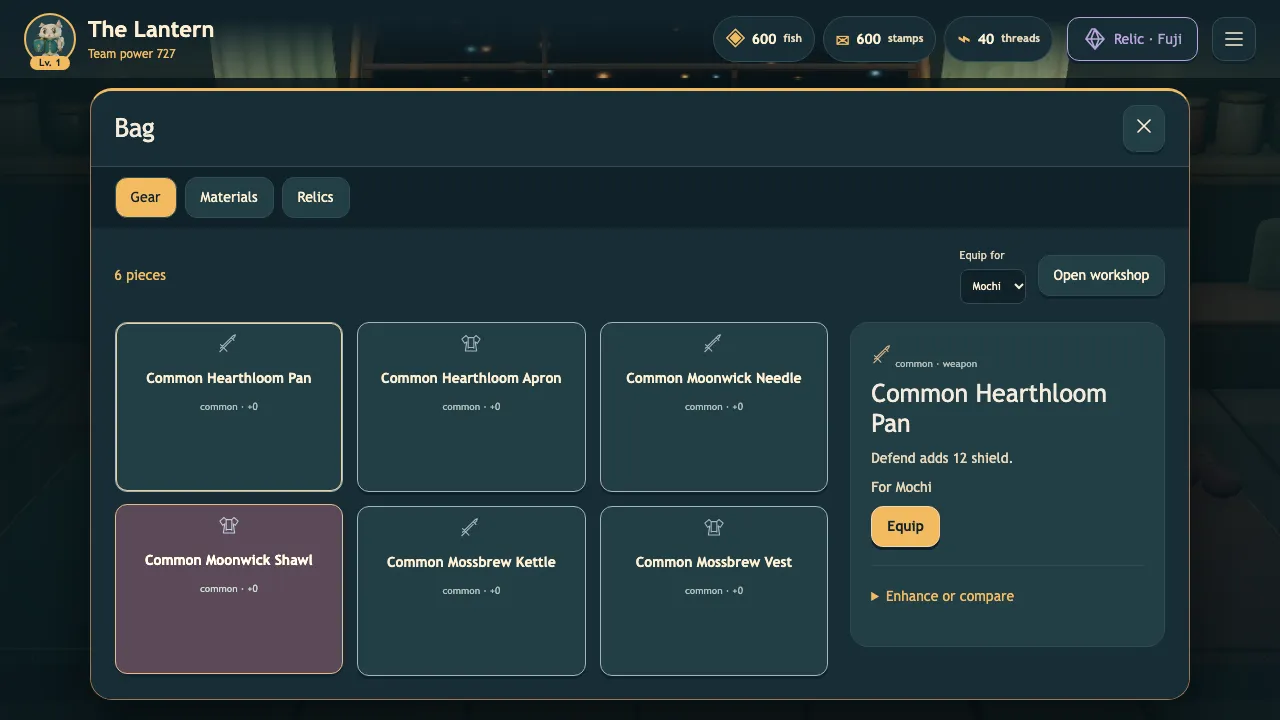 The Lantern
Team power 727
Lv. 1
600 fish
600 stamps
40 threads
Relic · Fuji
Bag
Gear
Materials
Relics
6 pieces
Equip for
Mochi
Open workshop
Common Hearthloom Pan
common · +0
Common Hearthloom Apron
common · +0
Common Moonwick Needle
common · +0
Common Moonwick Shawl
common · +0
Common Mossbrew Kettle
common · +0
Common Mossbrew Vest
common · +0
common · weapon
Common Hearthloom
Pan
Defend adds 12 shield.
For Mochi
Equip
Enhance or compare